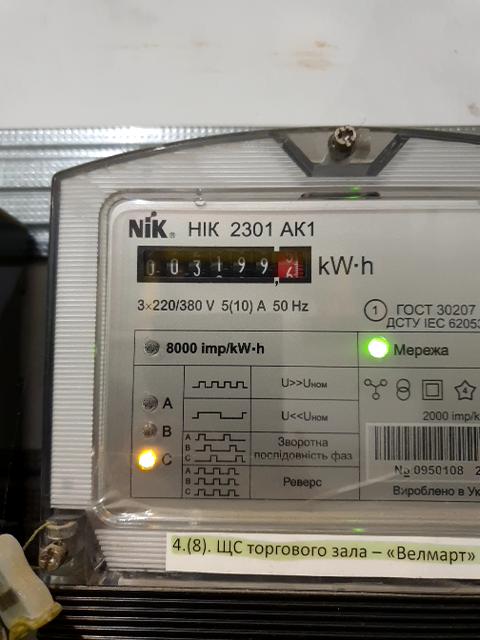 NiK® НІК 2301 АК1
003199 kW·h
3×220/380 V 5(10) A 50 Hz
1 ГОСТ 30207
ДСТУ IEC 62053
8000 imp/kW·h
Мережа
A
B
C
U>>Uном
U<<Uном
A
B
C
Зворотна
послідовність фаз
A
B
C
Реверс
4
2000 imp/k
№ 0950108 2
Вироблено в Ук
4.(8). ЩС торгового зала – «Велмарт»